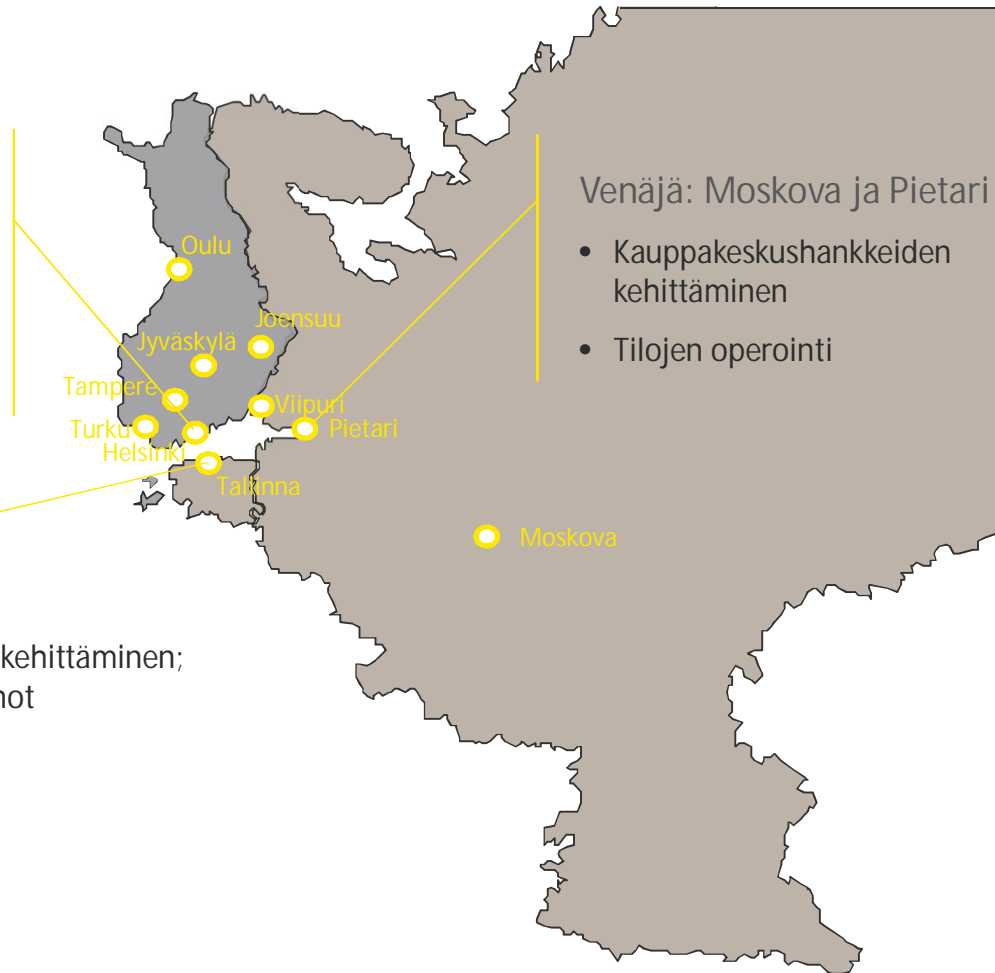 Venäjä: Moskova ja Pietari
• Kauppakeskushankkeiden
kehittäminen
• Tilojen operointi
Oulu
Joensuu
Jyväskylä
Tampere
Viipuri
Turku
Pietari
Helsinki
Tallinna
Moskova
kehittäminen;